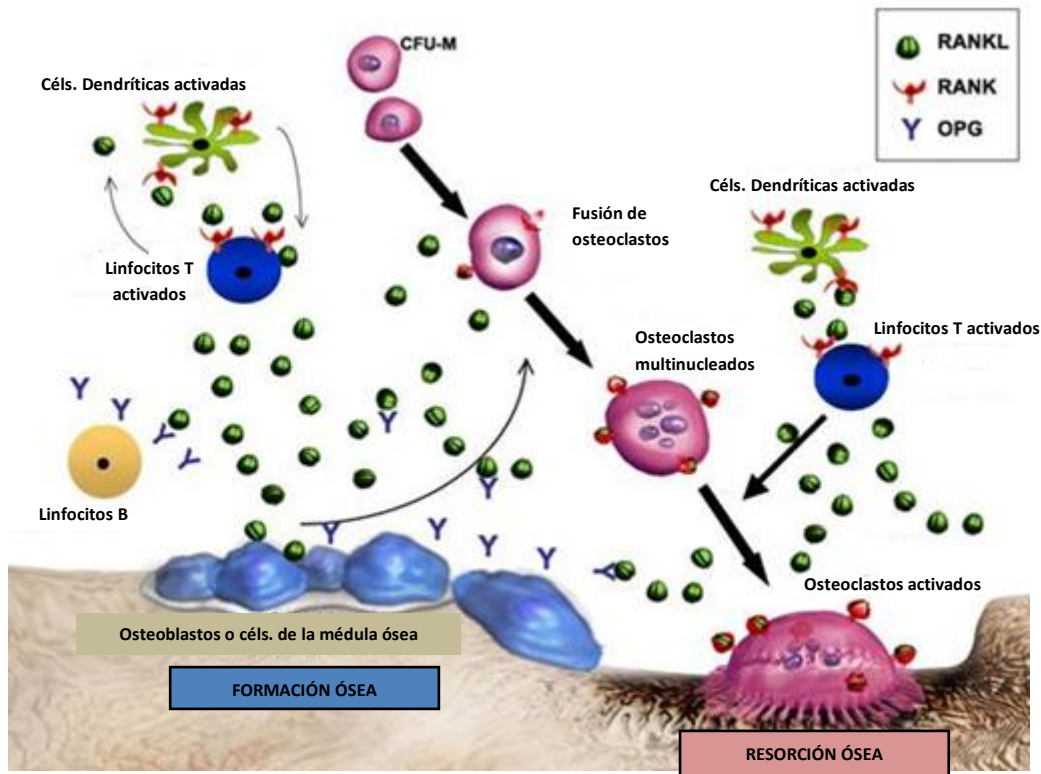 CFU-M
RANKL
RANK
OPG
Céls. Dendríticas activadas
Céls. Dendríticas activadas
Fusión de
osteoclastos
Linfocitos T
activados
Osteoclastos
multinucleados
Linfocitos T activados
Linfocitos B
Osteoclastos activados
Osteoblastos o céls. de la médula ósea
FORMACIÓN ÓSEA
RESORCIÓN ÓSEA